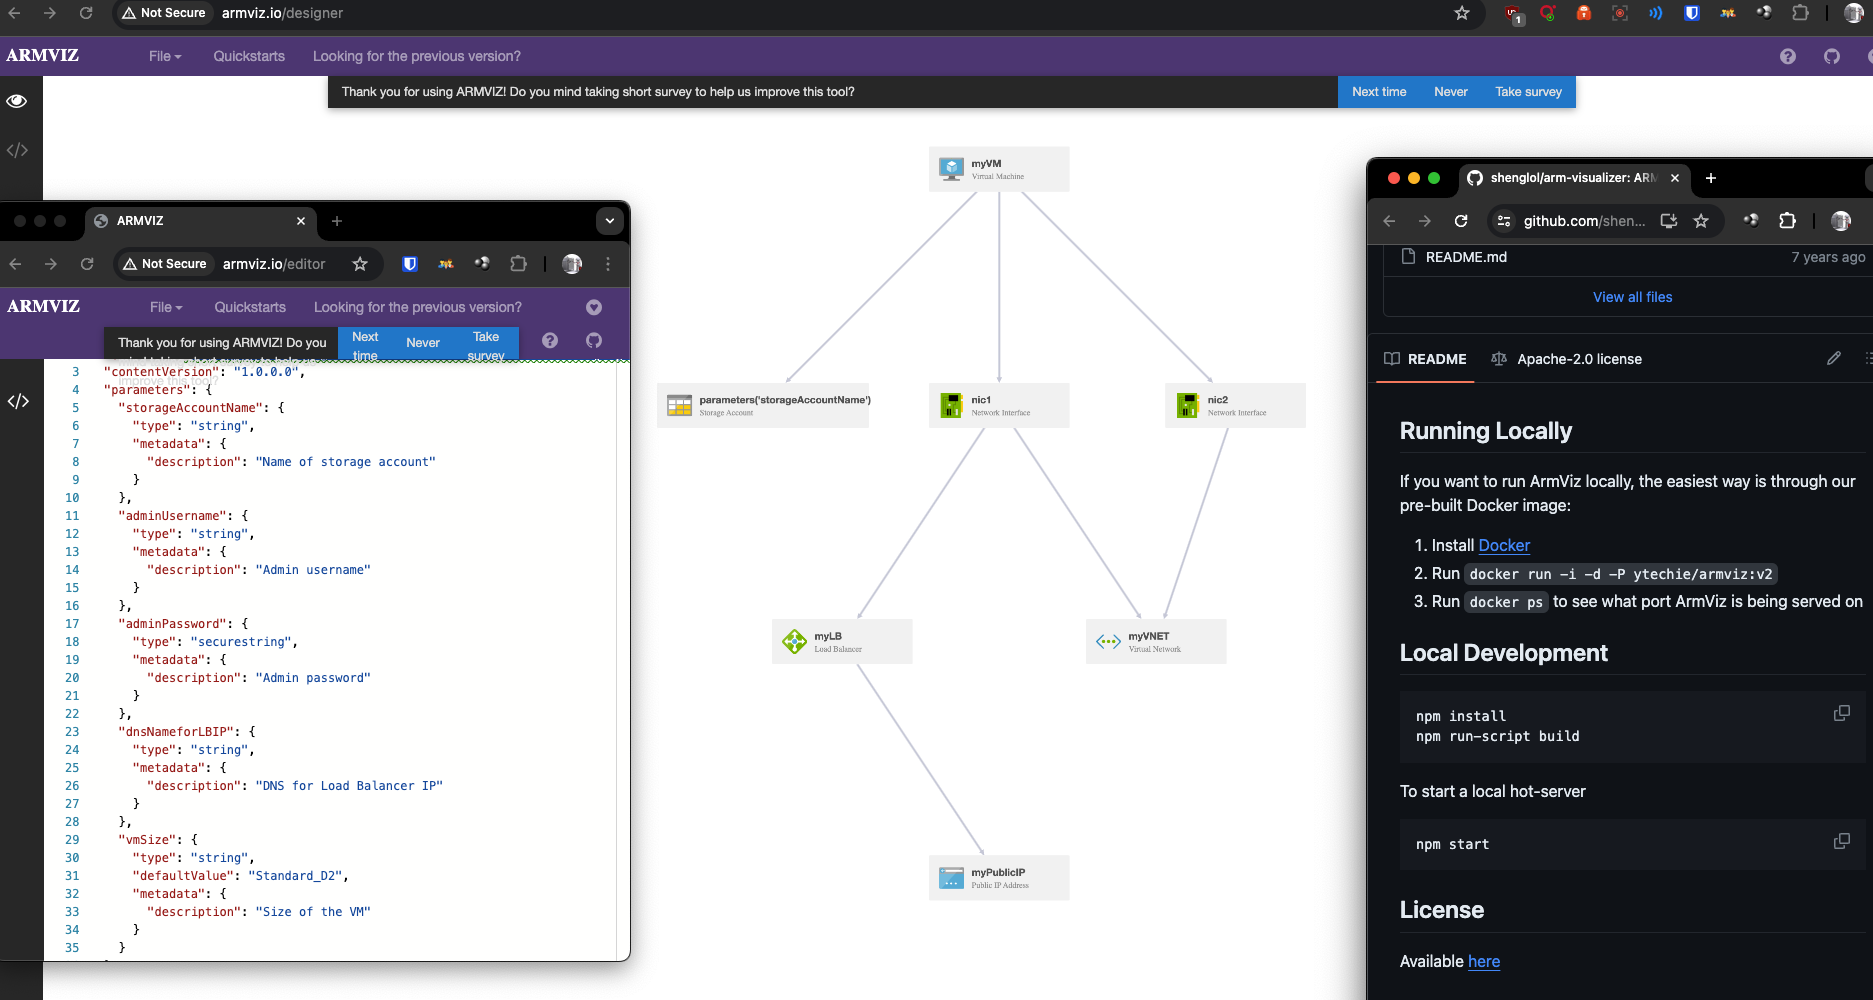 Not Secure armviz.io/designer
1
ARMVIZ File Quickstarts Looking for the previous version?
Thank you for using ARMVIZ! Do you mind taking short survey to help us improve this tool? Next time Never Take survey
myVM
Virtual Machine
parameters('storageAccountName')
Storage Account
nic1
Network Interface
nic2
Network Interface
myLB
Load Balancer
myVNET
Virtual Network
myPublicIP
Public IP Address
ARMVIZ
Not Secure armviz.io/editor
ARMVIZ File Quickstarts Looking for the previous version?
Thank you for using ARMVIZ! Do you
mind taking short survey to help us
improve this tool?
Next time Never Take survey
3 "contentVersion": "1.0.0.0",
4 "parameters": {
5 "storageAccountName": {
6 "type": "string",
7 "metadata": {
8 "description": "Name of storage account"
9 }
10 },
11 "adminUsername": {
12 "type": "string",
13 "metadata": {
14 "description": "Admin username"
15 }
16 },
17 "adminPassword": {
18 "type": "securestring",
19 "metadata": {
20 "description": "Admin password"
21 }
22 },
23 "dnsNameforLBIP": {
24 "type": "string",
25 "metadata": {
26 "description": "DNS for Load Balancer IP"
27 }
28 },
29 "vmSize": {
30 "type": "string",
31 "defaultValue": "Standard_D2",
32 "metadata": {
33 "description": "Size of the VM"
34 }
35 }
shenglol/arm-visualizer: ARM
github.com/shen...
README.md 7 years ago
View all files
README Apache-2.0 license
Running Locally
If you want to run ArmViz locally, the easiest way is through our
pre-built Docker image:
1. Install Docker
2. Run docker run -i -d -P ytechie/armviz:v2
3. Run docker ps to see what port ArmViz is being served on
Local Development
npm install
npm run-script build
To start a local hot-server
npm start
License
Available here